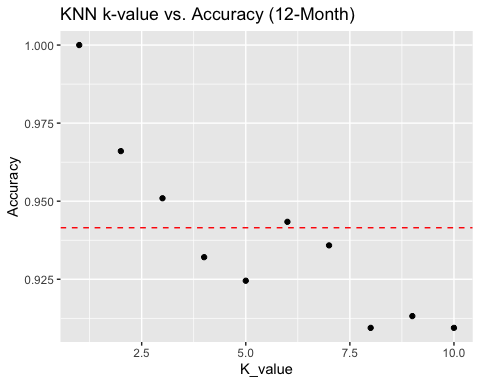 KNN k-value vs. Accuracy (12-Month)
1.000
0.975
0.950
0.925
Accuracy
2.5 5.0 7.5 10.0
K_value